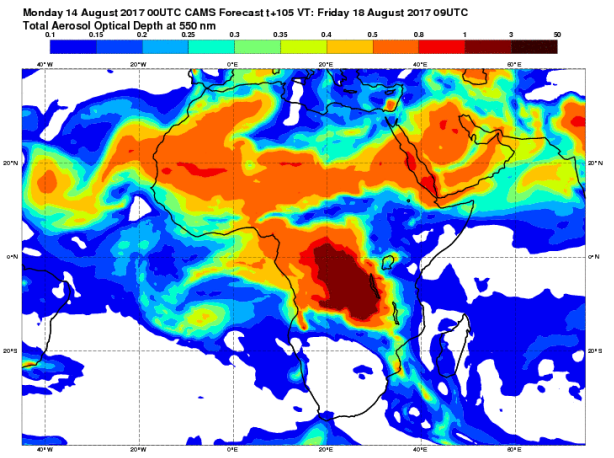 Monday 14 August 2017 00UTC CAMS Forecast t+105 VT: Friday 18 August 2017 09UTC
Total Aerosol Optical Depth at 550 nm
0.1 0.15 0.2 0.25 0.3 0.35 0.4 0.5 0.8 1 3 50
40°W 20°W 0°E 20°E 40°E 60°E
20°N 20°N
0°N 0°N
20°S 20°S
40°W 20°W 0°E 20°E 40°E 60°E